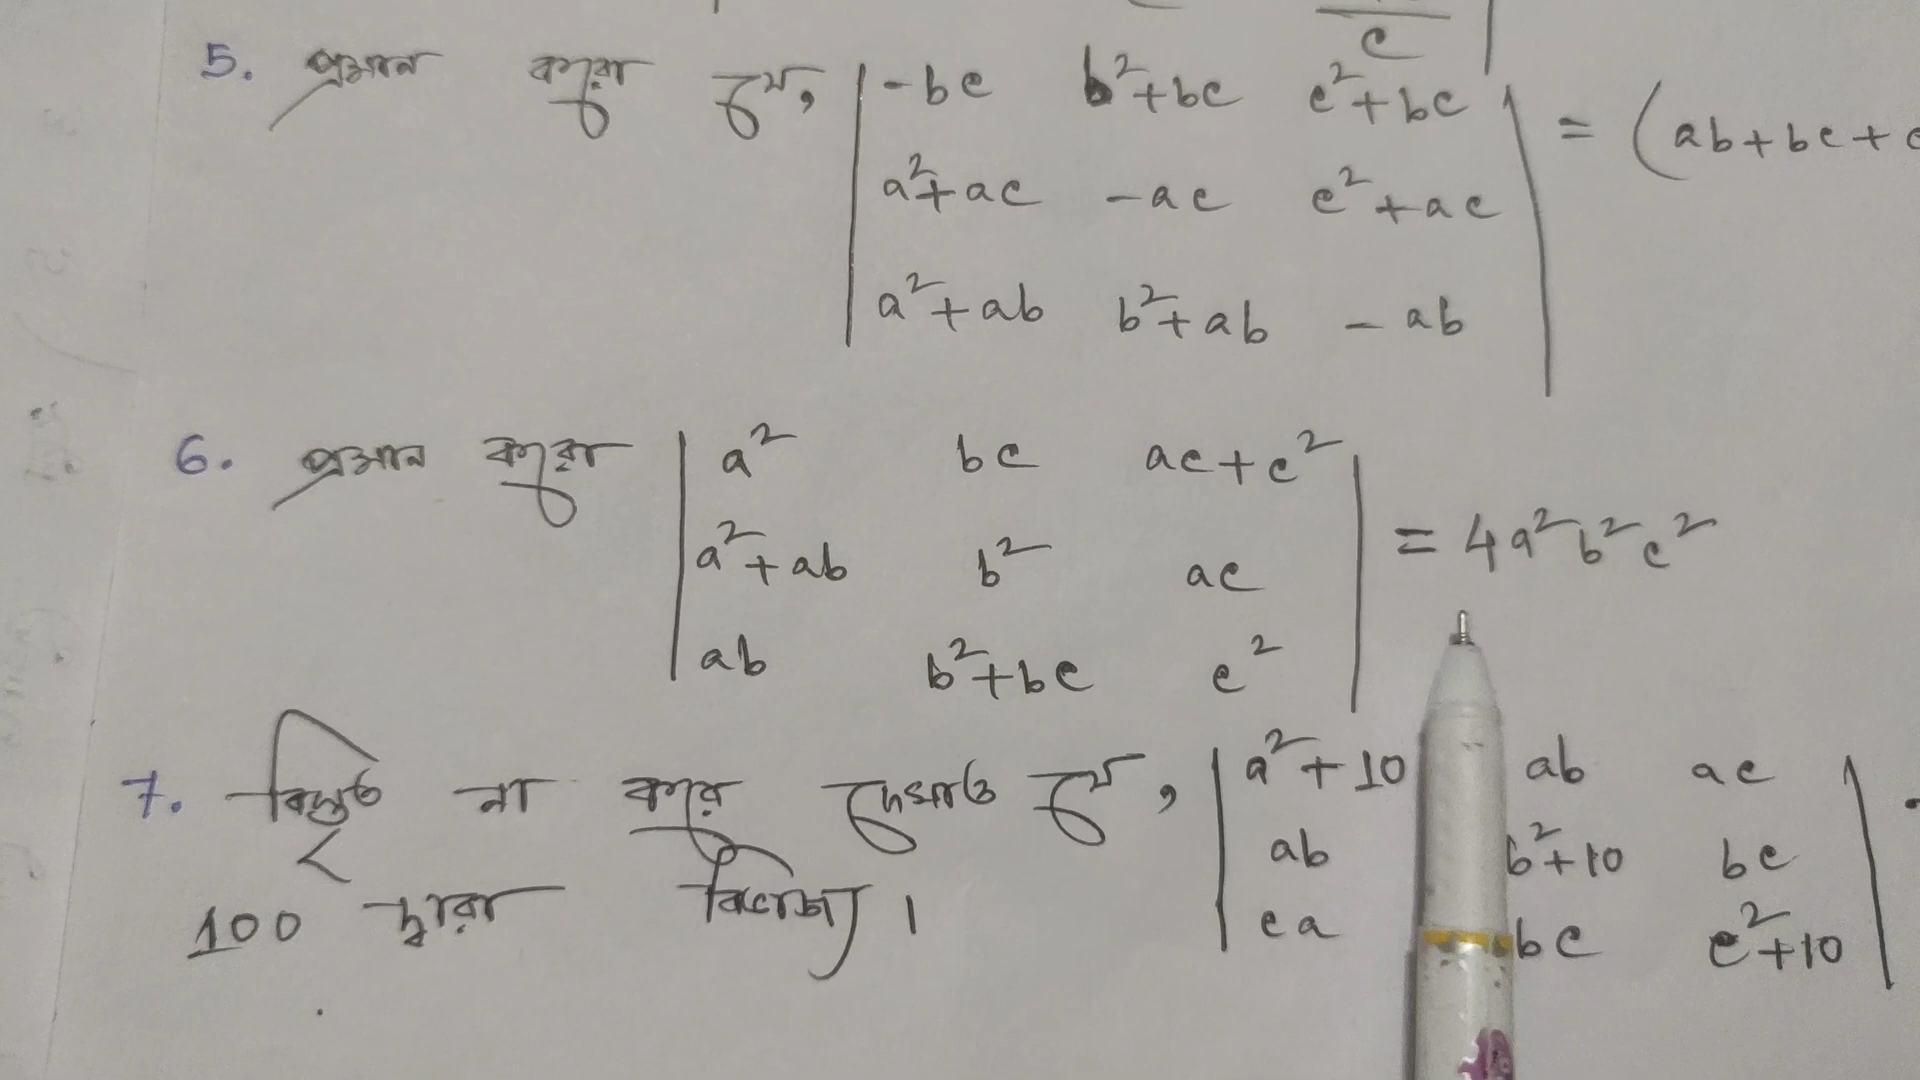 c
5. প্রমান করো যে, | -bc b²+bc c²+bc | = (ab+bc+
a²+ac -ac c²+ac
a²+ab b²+ab -ab
6. প্রমান করো | a² bc ac+c² | = 4a²b²c²
a²+ab b² ac
ab b²+bc c²
7. বিস্তৃত না করে দেখাও যে, | a²+10 ab ac |
ab b²+10 bc
100 দ্বারা বিভাজ্য। ca bc c²+10